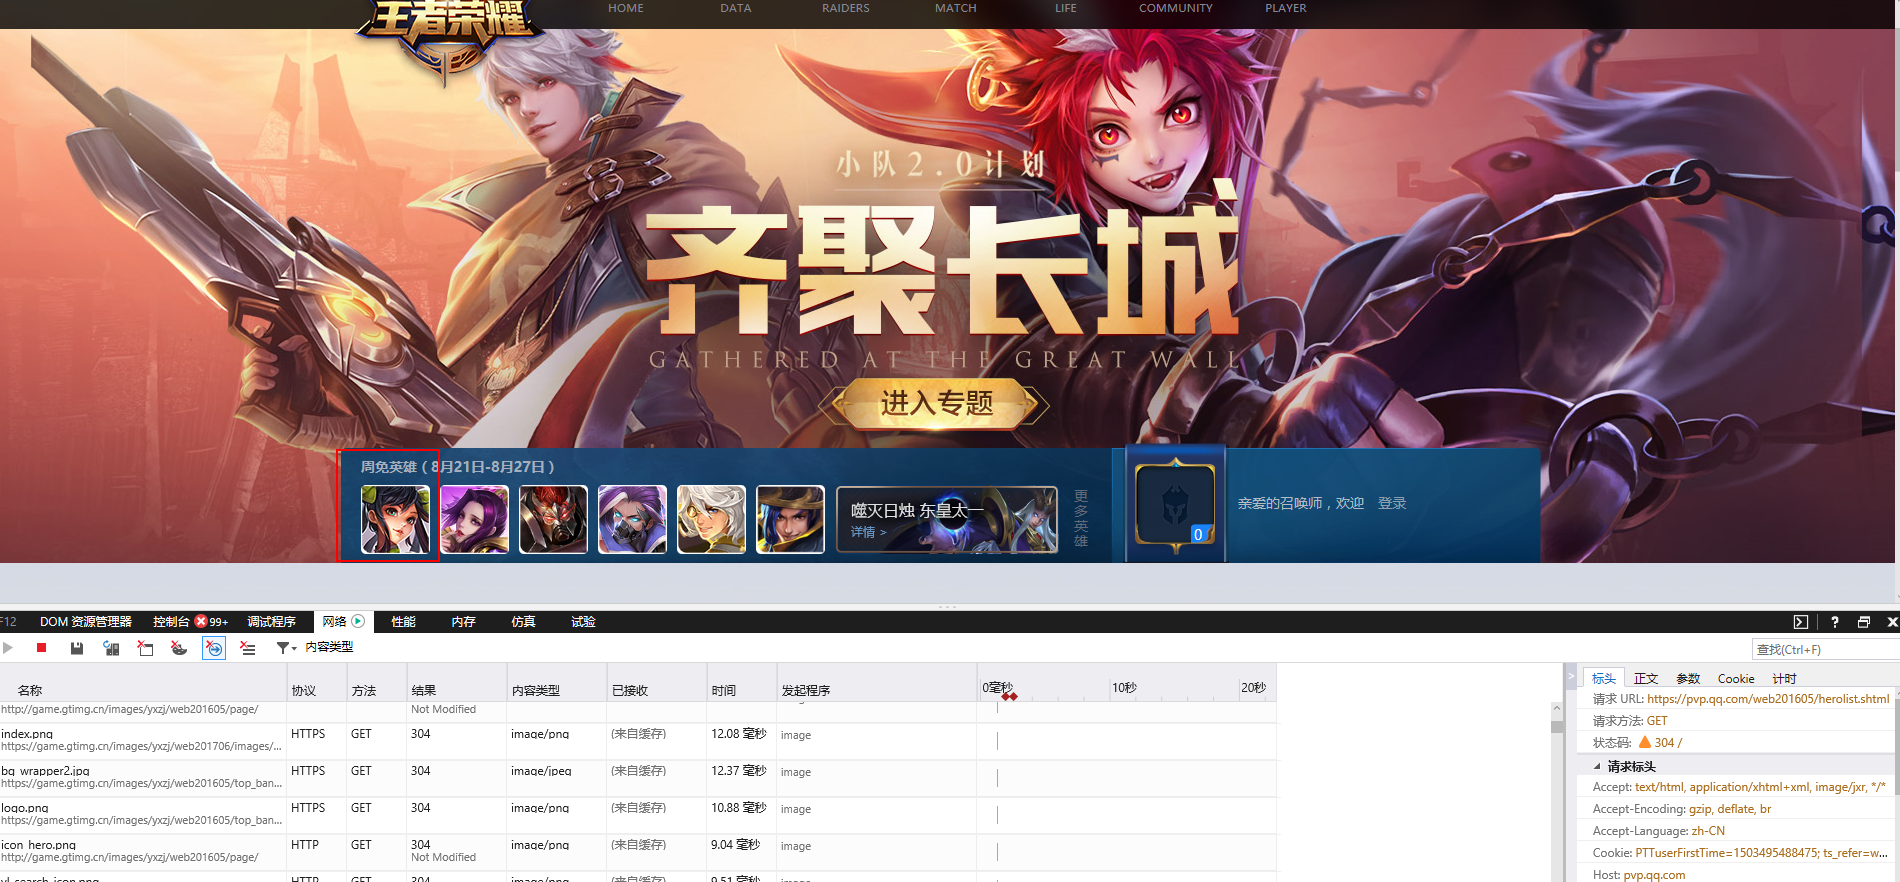 王者荣耀
HOME DATA RAIDERS MATCH LIFE COMMUNITY PLAYER
小队2.0计划
齐聚长城
GATHERED AT THE GREAT WALL
进入专题
周免英雄（8月21日-8月27日）
噬灭日烛 东皇太一
详情 >
更多英雄
0
亲爱的召唤师，欢迎 登录
F12 DOM 资源管理器 控制台 99+ 调试程序 网络 性能 内存 仿真 试验
? 
内容类型
查找(Ctrl+F)
名称 协议 方法 结果 内容类型 已接收 时间 发起程序 0毫秒 10秒 20秒
http://game.gtimg.cn/images/yxzj/web201605/page/ Not Modified
index.png HTTPS GET 304 image/png (来自缓存) 12.08 毫秒 image
https://game.gtimg.cn/images/yxzj/web201706/images/...
bg_wrapper2.jpg HTTPS GET 304 image/jpeg (来自缓存) 12.37 毫秒 image
https://game.gtimg.cn/images/yxzj/web201605/top_ban...
logo.png HTTPS GET 304 image/png (来自缓存) 10.88 毫秒 image
https://game.gtimg.cn/images/yxzj/web201605/top_ban...
icon_hero.png HTTP GET 304 image/png (来自缓存) 9.04 毫秒 image
http://game.gtimg.cn/images/yxzj/web201605/page/ Not Modified
HTTP GET 304 image/png (来自缓存) 9.51 毫秒 image
标头 正文 参数 Cookie 计时
请求 URL: https://pvp.qq.com/web201605/herolist.shtml
请求方法: GET
状态码: 304 /
请求标头
Accept: text/html, application/xhtml+xml, image/jxr, */*
Accept-Encoding: gzip, deflate, br
Accept-Language: zh-CN
Cookie: PTTuserFirstTime=1503495488475; ts_refer=w...
Host: pvp.qq.com